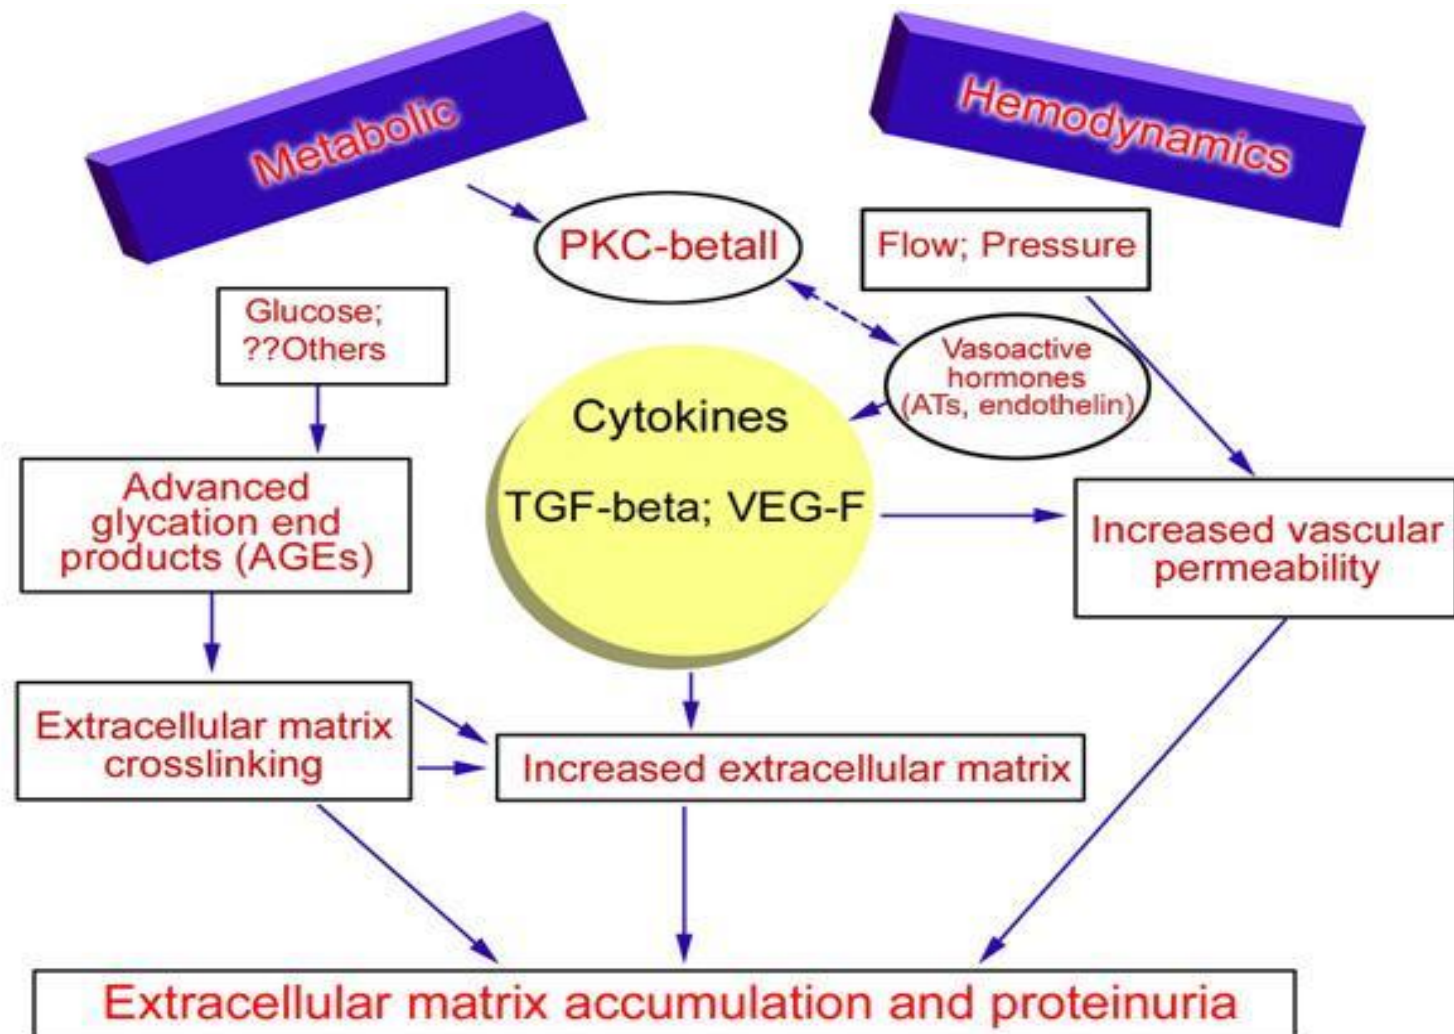 Metabolic
Hemodynamics
PKC-betall
Flow; Pressure
Glucose;
??Others
Vasoactive
hormones
(ATs, endothelin)
Cytokines
TGF-beta; VEG-F
Advanced
glycation end
products (AGEs)
Increased vascular
permeability
Extracellular matrix
crosslinking
Increased extracellular matrix
Extracellular matrix accumulation and proteinuria